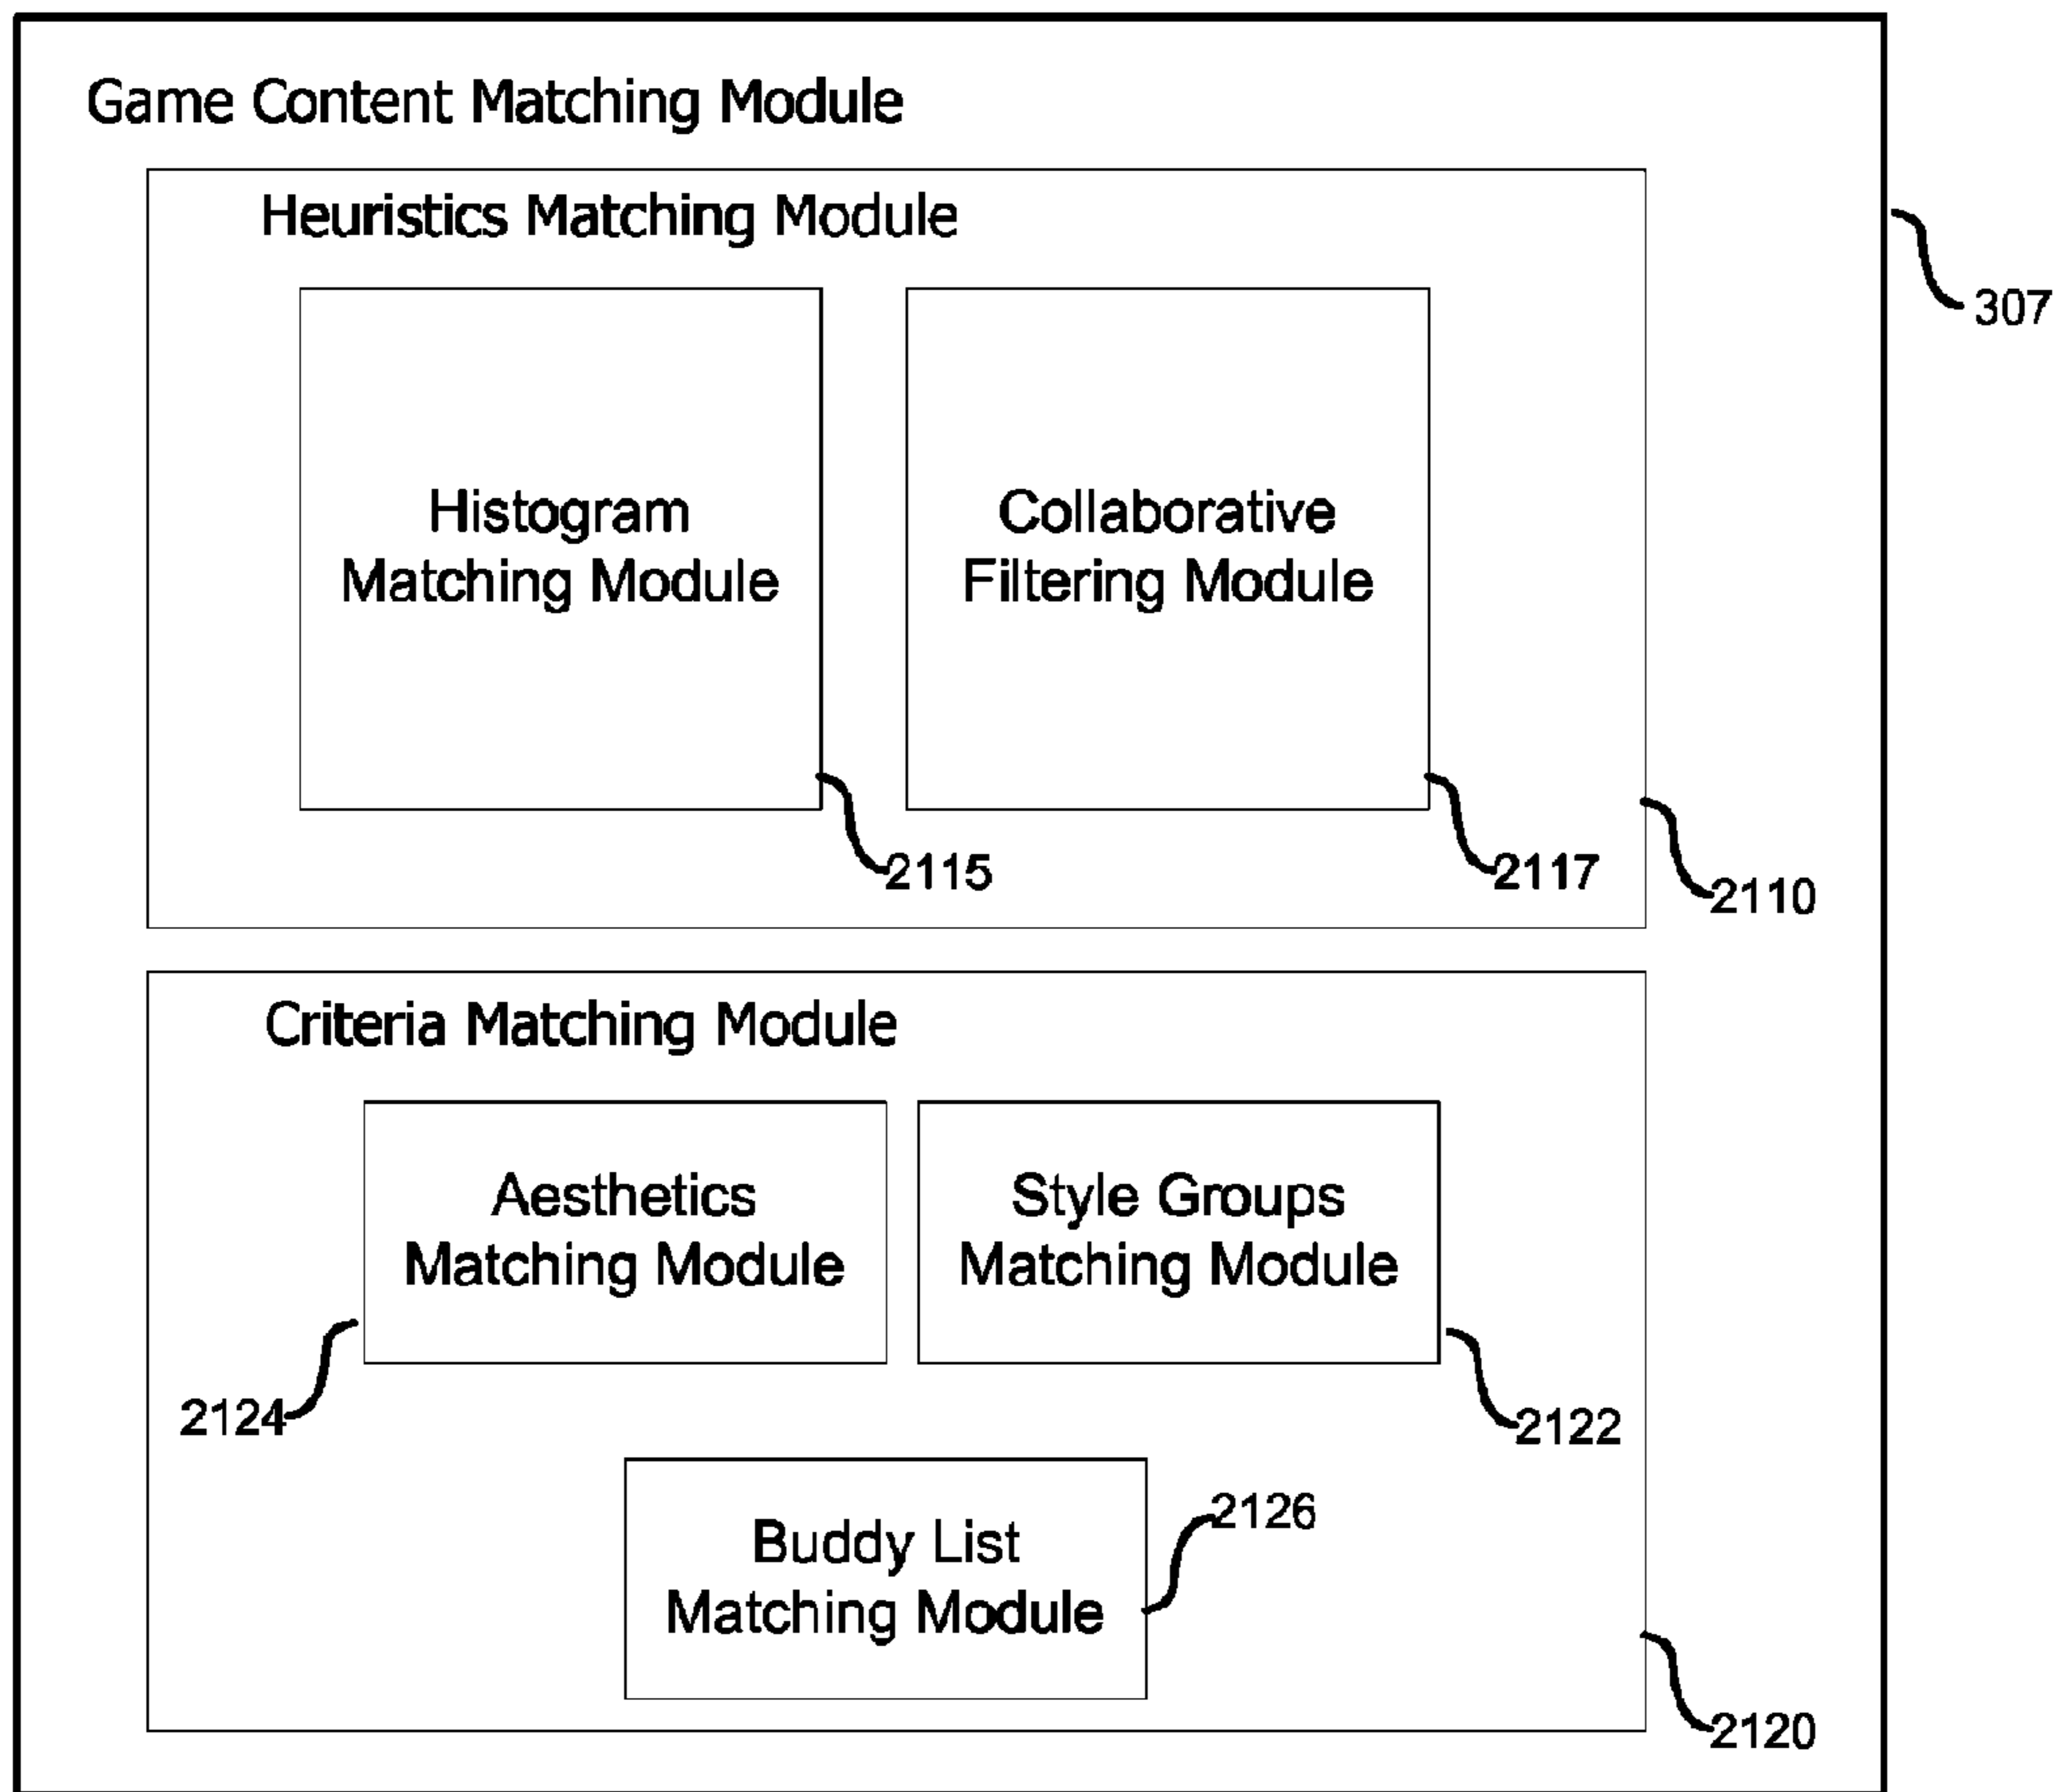 Game Content Matching Module
Heuristics Matching Module
307
Histogram
Matching Module
Collaborative
Filtering Module
2115
2117
2110
Criteria Matching Module
Aesthetics
Matching Module
Style Groups
Matching Module
2124
2122
Buddy List
Matching Module
2126
2120